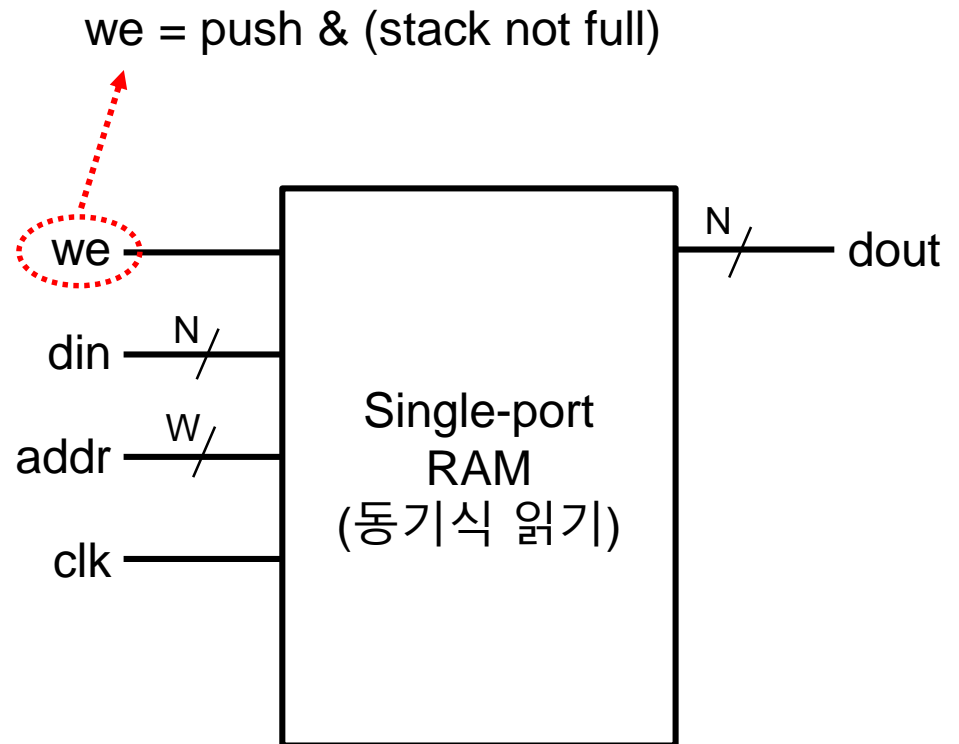 we = push & (stack not full)
we
N
dout
din
N
addr
W
Single-port
RAM
(동기식 읽기)
clk